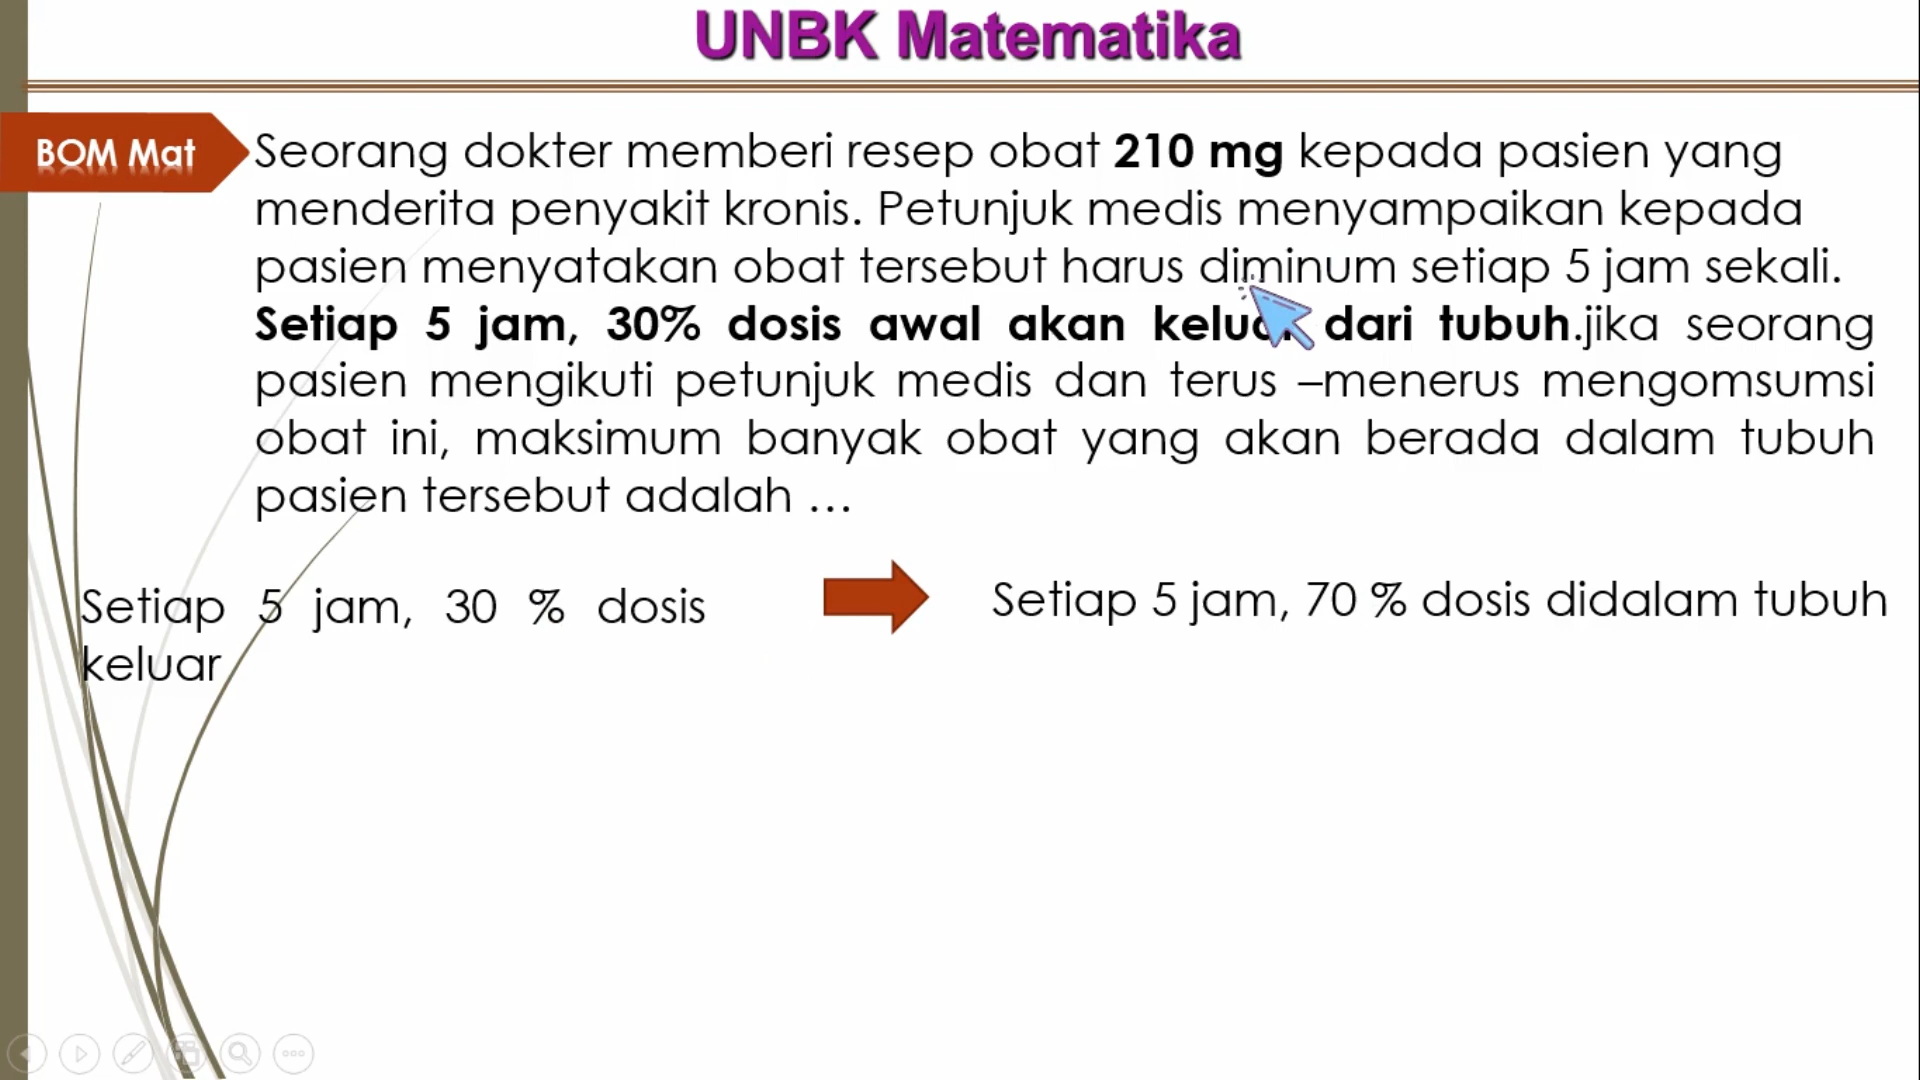 UNBK Matematika
BOM Mat
Seorang dokter memberi resep obat 210 mg kepada pasien yang
menderita penyakit kronis. Petunjuk medis menyampaikan kepada
pasien menyatakan obat tersebut harus diminum setiap 5 jam sekali.
Setiap 5 jam, 30% dosis awal akan keluar dari tubuh.jika seorang
pasien mengikuti petunjuk medis dan terus –menerus mengomsumsi
obat ini, maksimum banyak obat yang akan berada dalam tubuh
pasien tersebut adalah ...
Setiap 5 jam, 30 % dosis
keluar
Setiap 5 jam, 70 % dosis didalam tubuh